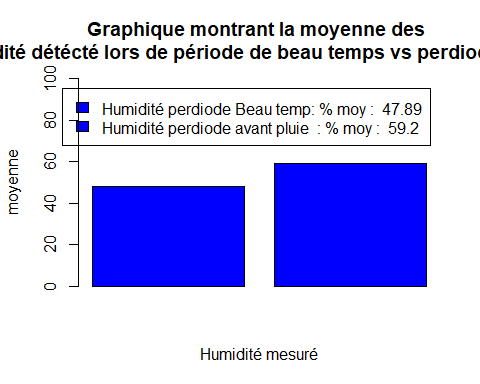 Graphique montrant la moyenne des
dité détécté lors de période de beau temps vs perdio
100
80
60
40
20
0
moyenne
Humidité perdiode Beau temp: % moy : 47.89
Humidité perdiode avant pluie : % moy : 59.2
Humidité mesuré